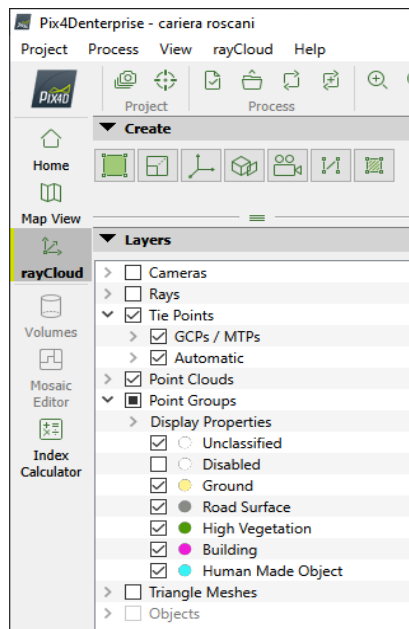 Pix4Denterprise - cariera roscani
Project Process View rayCloud Help
PIX4D
Project Process
Create
Home
Map View
rayCloud
Volumes
Mosaic
Editor
Index
Calculator
Layers
Cameras
Rays
Tie Points
GCPs / MTPs
Automatic
Point Clouds
Point Groups
Display Properties
Unclassified
Disabled
Ground
Road Surface
High Vegetation
Building
Human Made Object
Triangle Meshes
Objects